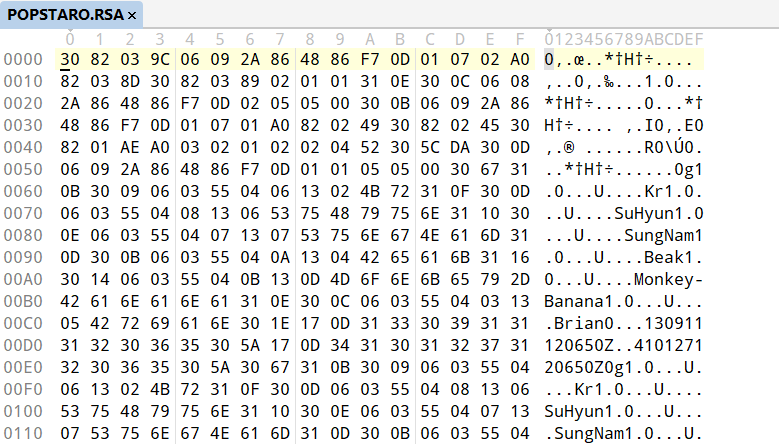 POPSTARO.RSA ×
0 1 2 3 4 5 6 7 8 9 A B C D E F 0123456789ABCDEF
0000 30 82 03 9C 06 09 2A 86 48 86 F7 0D 01 07 02 A0 0‚.œ..*†H†÷....
0010 82 03 8D 30 82 03 89 02 01 01 31 0E 30 0C 06 08 ‚..0‚.‰...1.0...
0020 2A 86 48 86 F7 0D 02 05 05 00 30 0B 06 09 2A 86 *†H†÷.....0...*†
0030 48 86 F7 0D 01 07 01 A0 82 02 49 30 82 02 45 30 H†÷.... ‚.I0‚.E0
0040 82 01 AE A0 03 02 01 02 02 04 52 30 5C DA 30 0D ‚.® ......R0\Ú0.
0050 06 09 2A 86 48 86 F7 0D 01 01 05 05 00 30 67 31 ..*†H†÷......0g1
0060 0B 30 09 06 03 55 04 06 13 02 4B 72 31 0F 30 0D .0...U....Kr1.0.
0070 06 03 55 04 08 13 06 53 75 48 79 75 6E 31 10 30 ..U....SuHyun1.0
0080 0E 06 03 55 04 07 13 07 53 75 6E 67 4E 61 6D 31 ...U....SungNam1
0090 0D 30 0B 06 03 55 04 0A 13 04 42 65 61 6B 31 16 .0...U....Beak1.
00A0 30 14 06 03 55 04 0B 13 0D 4D 6F 6E 6B 65 79 2D 0...U....Monkey-
00B0 42 61 6E 61 6E 61 31 0E 30 0C 06 03 55 04 03 13 Banana1.0...U...
00C0 05 42 72 69 61 6E 30 1E 17 0D 31 33 30 39 31 31 .Brian0...130911
00D0 31 32 30 36 35 30 5A 17 0D 34 31 30 31 32 37 31 120650Z..4101271
00E0 32 30 36 35 30 5A 30 67 31 0B 30 09 06 03 55 04 20650Z0g1.0...U.
00F0 06 13 02 4B 72 31 0F 30 0D 06 03 55 04 08 13 06 ...Kr1.0...U....
0100 53 75 48 79 75 6E 31 10 30 0E 06 03 55 04 07 13 SuHyun1.0...U...
0110 07 53 75 6E 67 4E 61 6D 31 0D 30 0B 06 03 55 04 .SungNam1.0...U.